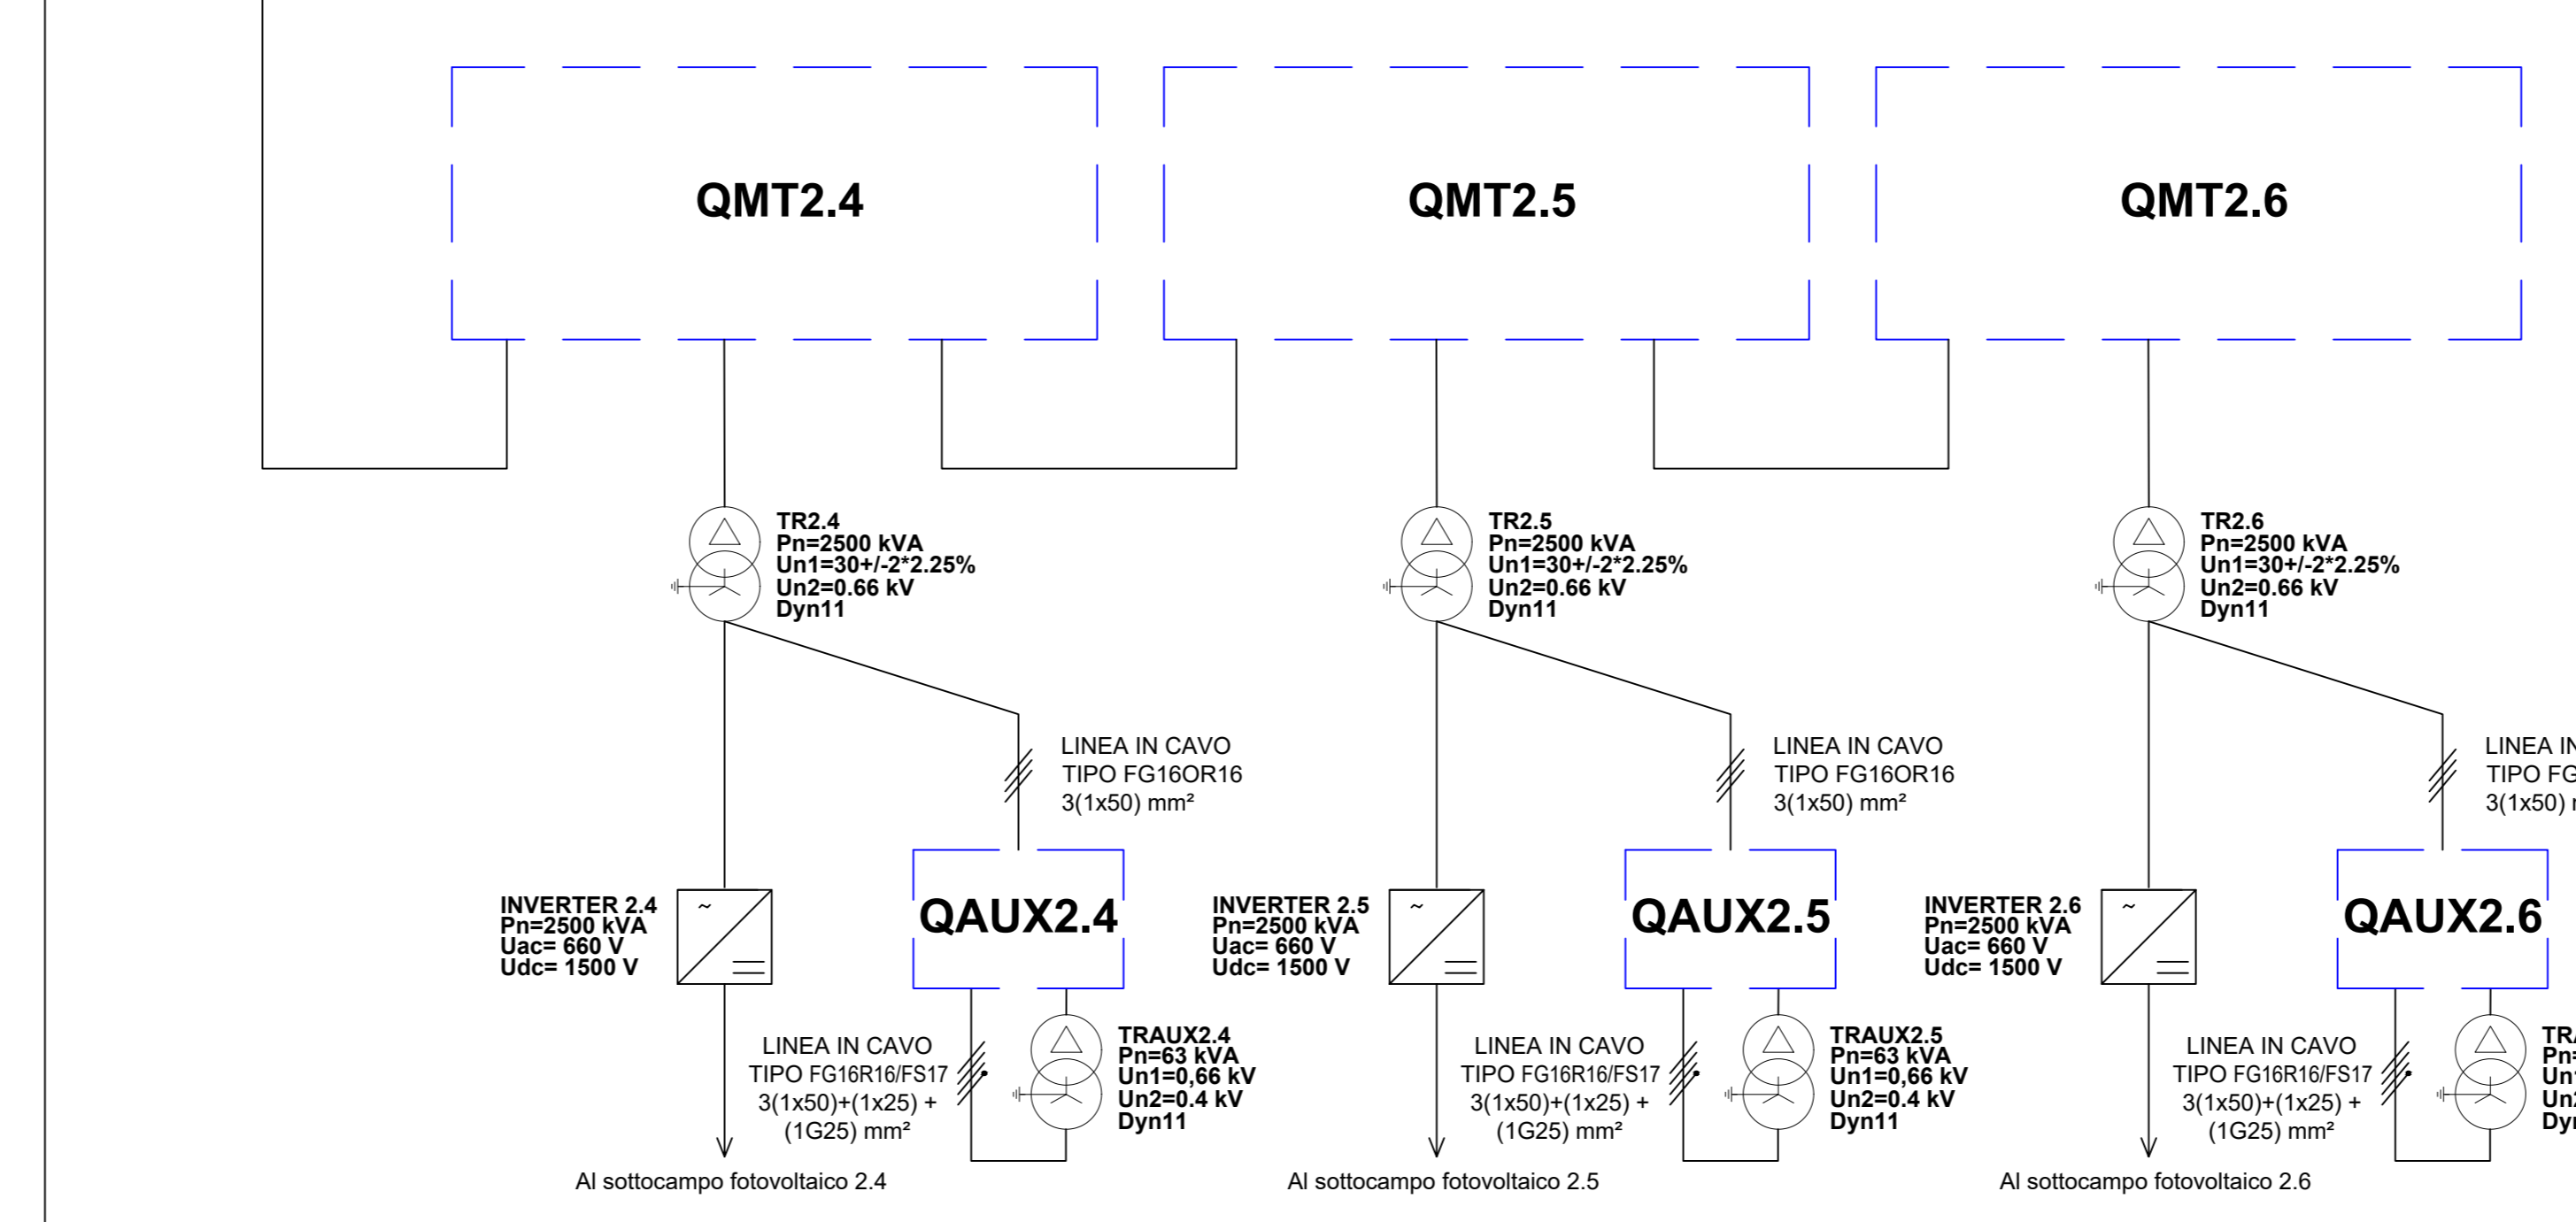 QMT2.4
QMT2.5
QMT2.6
TR2.4
Pn=2500 kVA
Un1=30+/-2*2.25%
Un2=0.66 kV
Dyn11
TR2.5
Pn=2500 kVA
Un1=30+/-2*2.25%
Un2=0.66 kV
Dyn11
TR2.6
Pn=2500 kVA
Un1=30+/-2*2.25%
Un2=0.66 kV
Dyn11
LINEA IN CAVO
TIPO FG16OR16
3(1x50) mm²
LINEA IN CAVO
TIPO FG16OR16
3(1x50) mm²
LINEA IN
TIPO FG
3(1x50)
INVERTER 2.4
Pn=2500 kVA
Uac= 660 V
Udc= 1500 V
QAUX2.4
INVERTER 2.5
Pn=2500 kVA
Uac= 660 V
Udc= 1500 V
QAUX2.5
INVERTER 2.6
Pn=2500 kVA
Uac= 660 V
Udc= 1500 V
QAUX2.6
LINEA IN CAVO
TIPO FG16R16/FS17
3(1x50)+(1x25) +
(1G25) mm²
TRAUX2.4
Pn=63 kVA
Un1=0,66 kV
Un2=0.4 kV
Dyn11
LINEA IN CAVO
TIPO FG16R16/FS17
3(1x50)+(1x25) +
(1G25) mm²
TRAUX2.5
Pn=63 kVA
Un1=0,66 kV
Un2=0.4 kV
Dyn11
LINEA IN CAVO
TIPO FG16R16/FS17
3(1x50)+(1x25) +
(1G25) mm²
Al sottocampo fotovoltaico 2.4
Al sottocampo fotovoltaico 2.5
Al sottocampo fotovoltaico 2.6